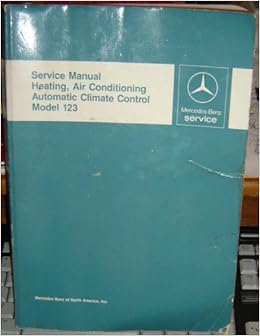 Service Manual
Heating, Air Conditioning
Automatic Climate Control
Model 123
Mercedes-Benz
service
Mercedes-Benz of North America, Inc.